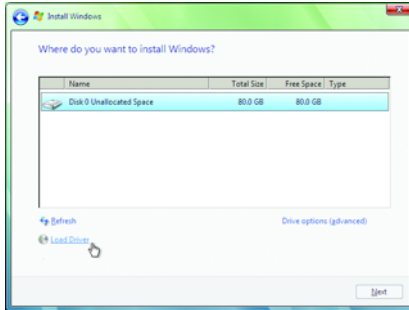 Install Windows
Where do you want to install Windows?
Name Total Size Free Space Type
Disk 0 Unallocated Space 80.0 GB 80.0 GB
Refresh Drive options (advanced)
Load Driver
Next